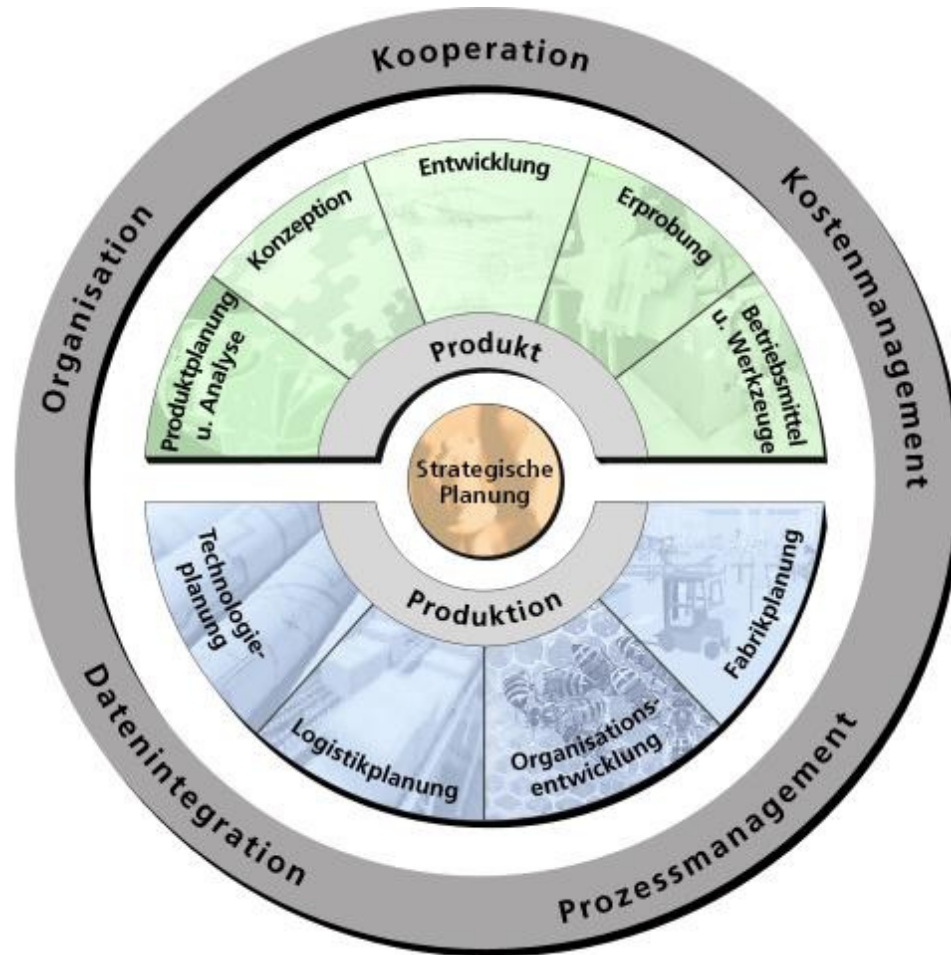 Kooperation
Kostenmanagement
Prozessmanagement
Datenintegration
Organisation
Produktplanung
u. Analyse
Konzeption
Entwicklung
Erprobung
Betriebsmittel
u. Werkzeuge
Produkt
Strategische
Planung
Produktion
Technologie-
planung
Logistikplanung
Organisations-
entwicklung
Fabrikplanung